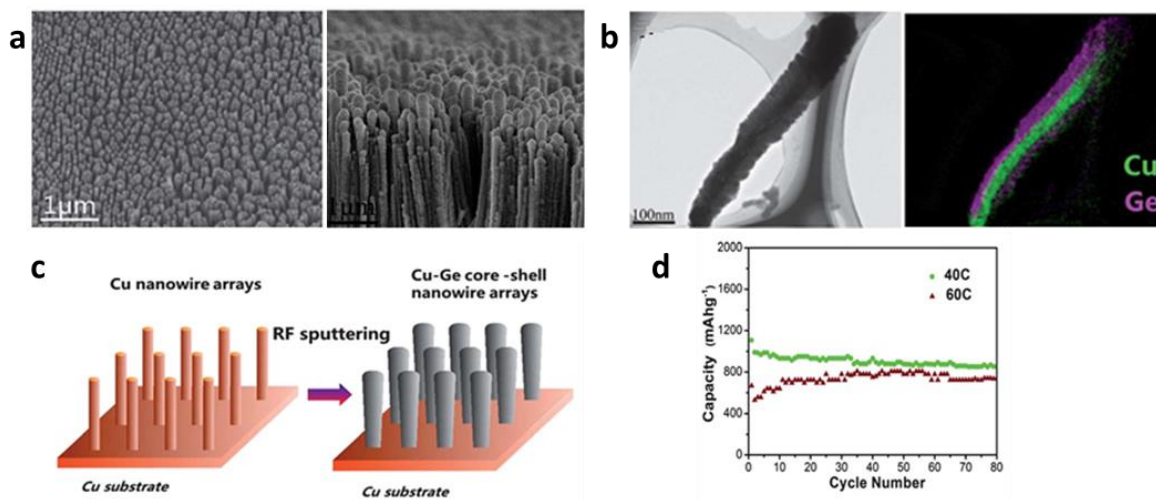 a
1μm
1μm
b
100nm
Cu
Ge
c
Cu nanowire arrays
RF sputtering
Cu-Ge core -shell
nanowire arrays
Cu substrate
Cu substrate
d
2000
1600
1200
800
400
0
0 10 20 30 40 50 60 70 80
Capacity (mAhg⁻¹)
Cycle Number
40C
60C